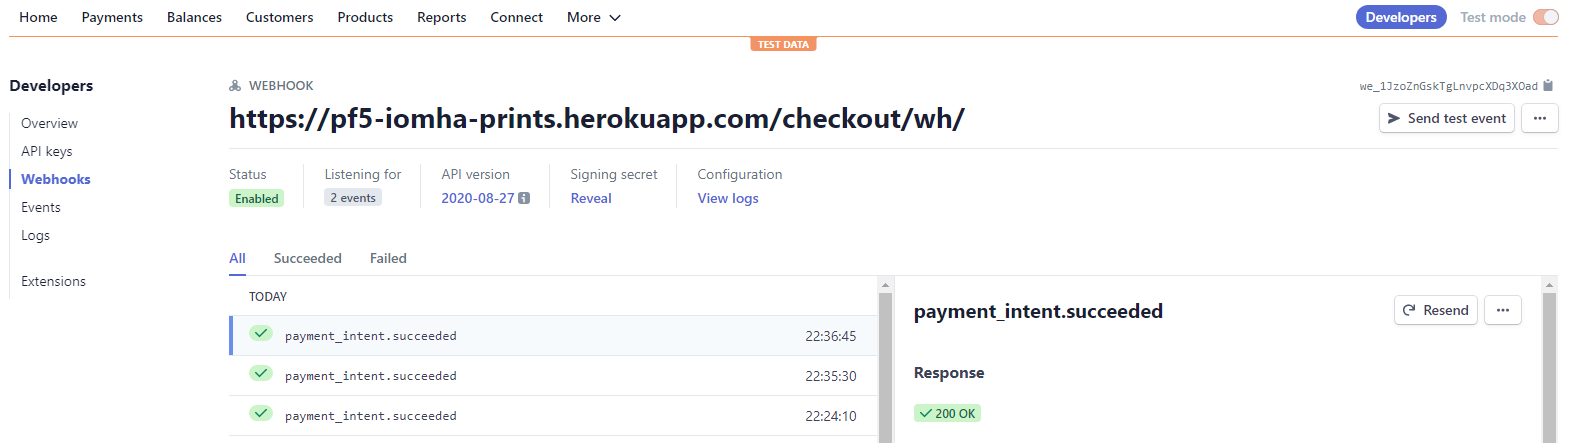 Home Payments Balances Customers Products Reports Connect More Developers Test mode
TEST DATA
Developers
Overview
API keys
Webhooks
Events
Logs
Extensions
WEBHOOK we_1JzoZnGskTgLnvpcXDq3XOad
https://pf5-iomha-prints.herokuapp.com/checkout/wh/ Send test event ...
Status Listening for API version Signing secret Configuration
Enabled 2 events 2020-08-27 i Reveal View logs
All Succeeded Failed
TODAY
payment_intent.succeeded 22:36:45
payment_intent.succeeded 22:35:30
payment_intent.succeeded 22:24:10
payment_intent.succeeded Resend ...
Response
200 OK